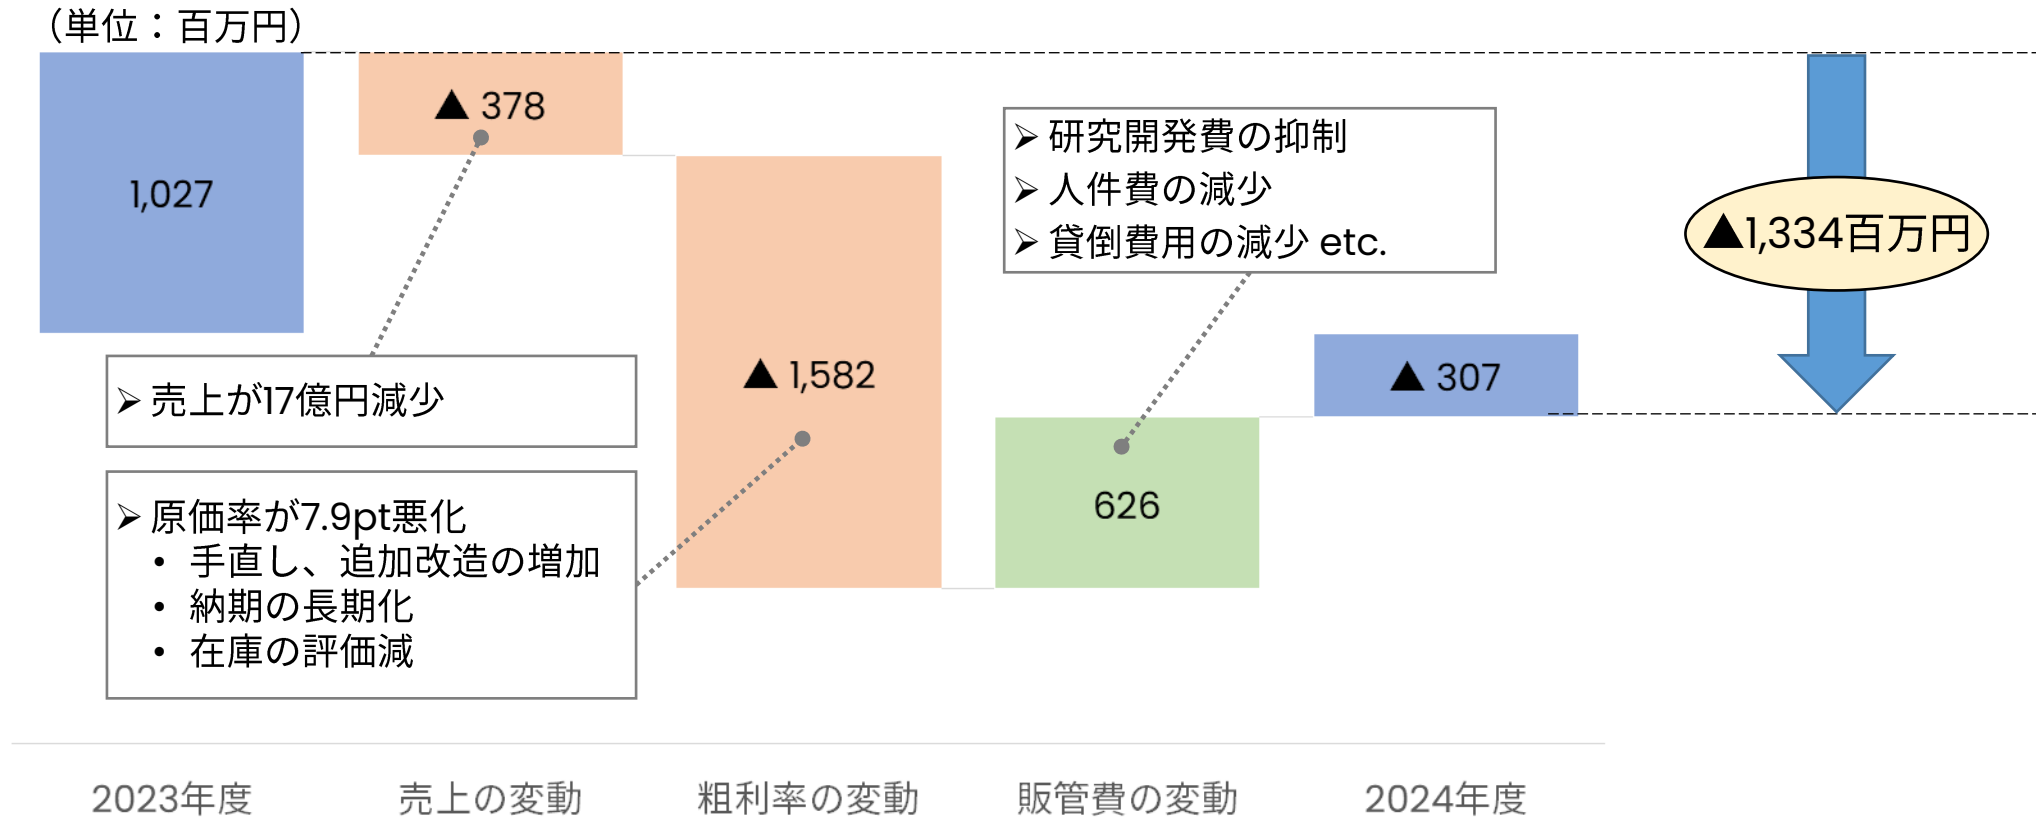 （単位：百万円）
1,027
▲ 378
▲ 1,582
626
▲ 307
➢ 研究開発費の抑制
➢ 人件費の減少
➢ 貸倒費用の減少 etc.
▲1,334百万円
➢ 売上が17億円減少
➢ 原価率が7.9pt悪化
• 手直し、追加改造の増加
• 納期の長期化
• 在庫の評価減
2023年度
売上の変動
粗利率の変動
販管費の変動
2024年度